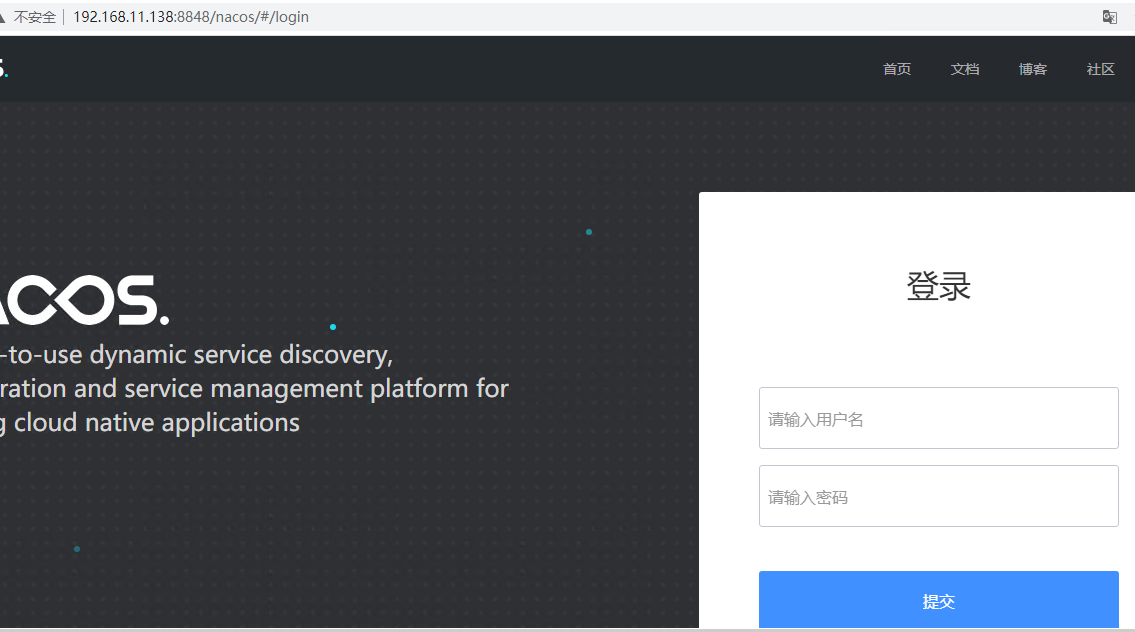 不安全 | 192.168.11.138:8848/nacos/#/login
S.
首页 文档 博客 社区
ACOS.
-to-use dynamic service discovery,
ration and service management platform for
g cloud native applications
登录
请输入用户名
请输入密码
提交